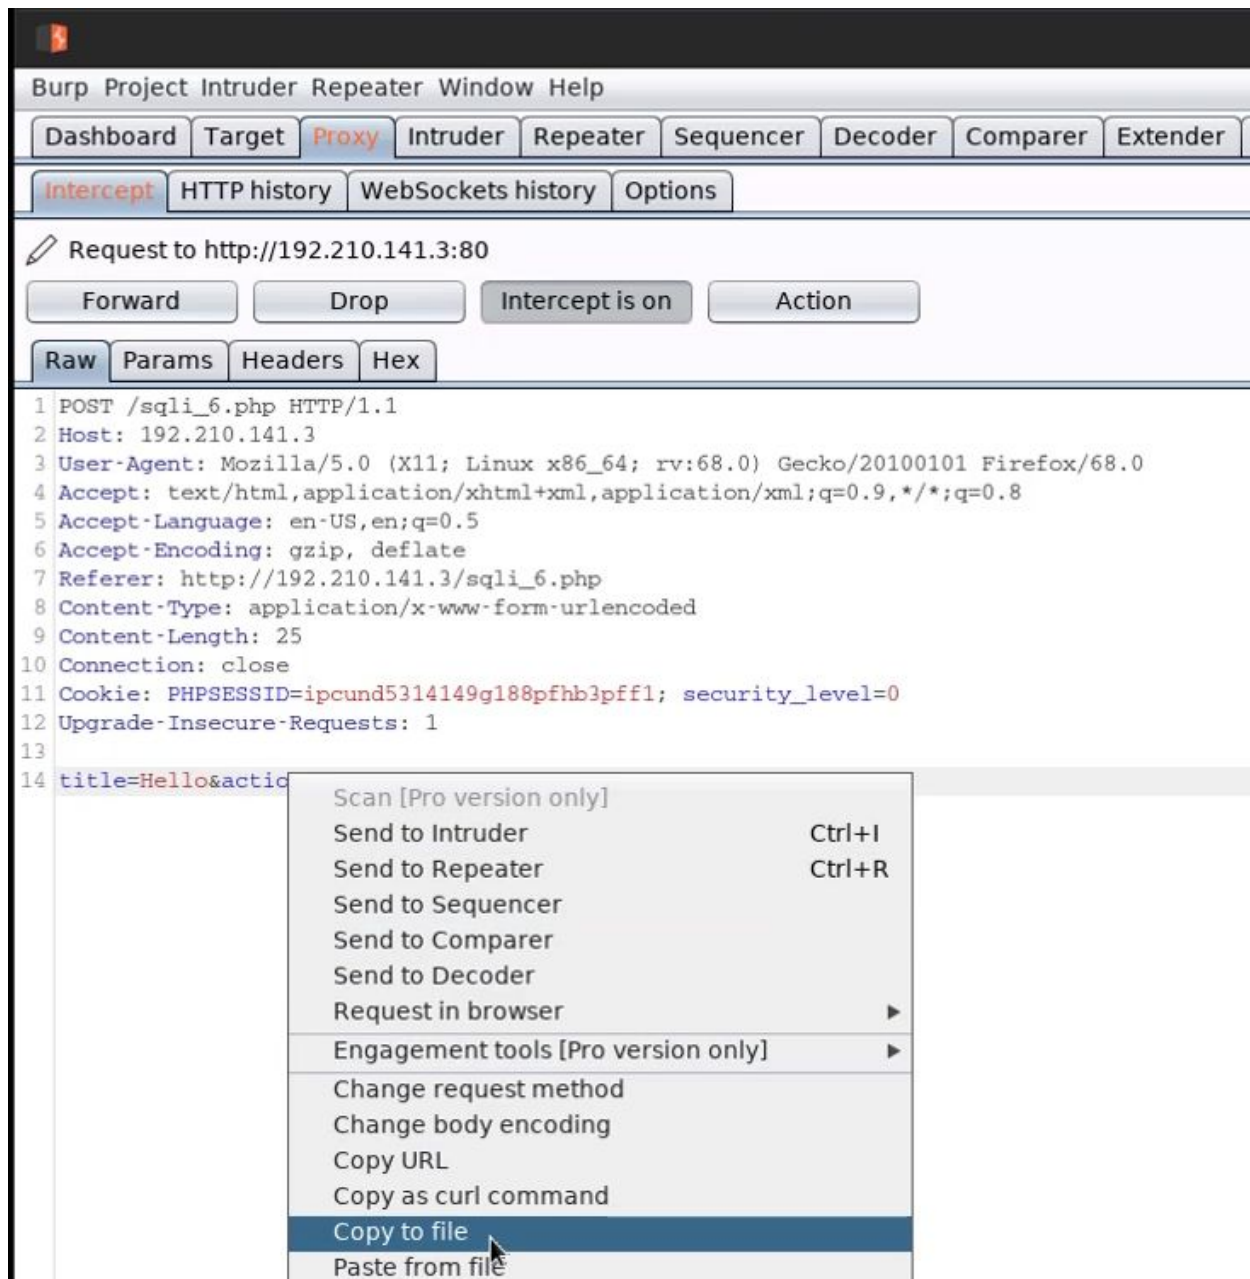 Burp Project Intruder Repeater Window Help
Dashboard Target Proxy Intruder Repeater Sequencer Decoder Comparer Extender
Intercept HTTP history WebSockets history Options
Request to http://192.210.141.3:80
Forward Drop Intercept is on Action
Raw Params Headers Hex
1 POST /sqli_6.php HTTP/1.1
2 Host: 192.210.141.3
3 User-Agent: Mozilla/5.0 (X11; Linux x86_64; rv:68.0) Gecko/20100101 Firefox/68.0
4 Accept: text/html,application/xhtml+xml,application/xml;q=0.9,*/*;q=0.8
5 Accept-Language: en-US,en;q=0.5
6 Accept-Encoding: gzip, deflate
7 Referer: http://192.210.141.3/sqli_6.php
8 Content-Type: application/x-www-form-urlencoded
9 Content-Length: 25
10 Connection: close
11 Cookie: PHPSESSID=ipcund5314149g188pfhb3pff1; security_level=0
12 Upgrade-Insecure-Requests: 1
13
14 title=Hello&actio
Scan [Pro version only]
Send to Intruder Ctrl+I
Send to Repeater Ctrl+R
Send to Sequencer
Send to Comparer
Send to Decoder
Request in browser
Engagement tools [Pro version only]
Change request method
Change body encoding
Copy URL
Copy as curl command
Copy to file
Paste from file